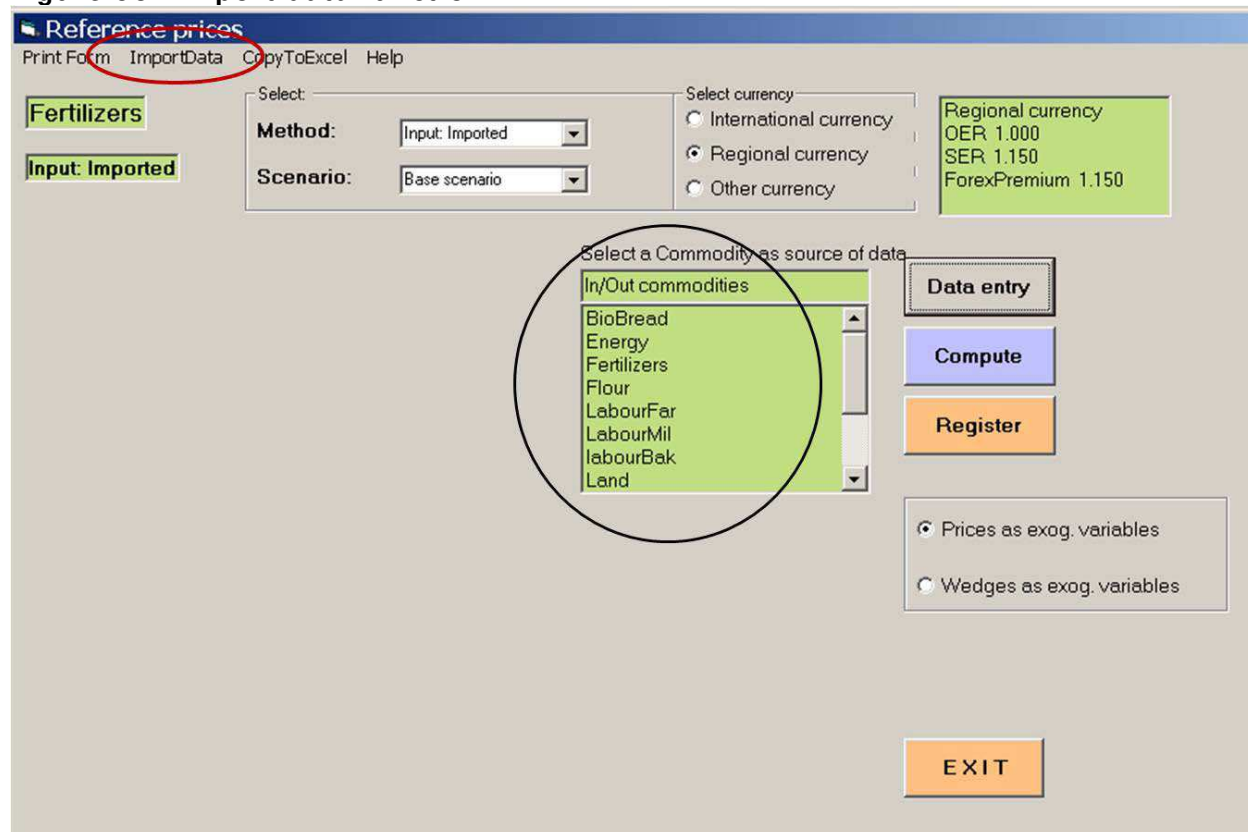 Reference prices
Print Form ImportData CopyToExcel Help
Fertilizers
Input: Imported
Select:
Method: Input: Imported
Scenario: Base scenario
Select currency
International currency
Regional currency
Other currency
Regional currency
OER 1.000
SER 1.150
ForexPremium 1.150
Select a Commodity as source of data
In/Out commodities
BioBread
Energy
Fertilizers
Flour
LabourFar
LabourMil
labourBak
Land
Data entry
Compute
Register
Prices as exog. variables
Wedges as exog. variables
EXIT